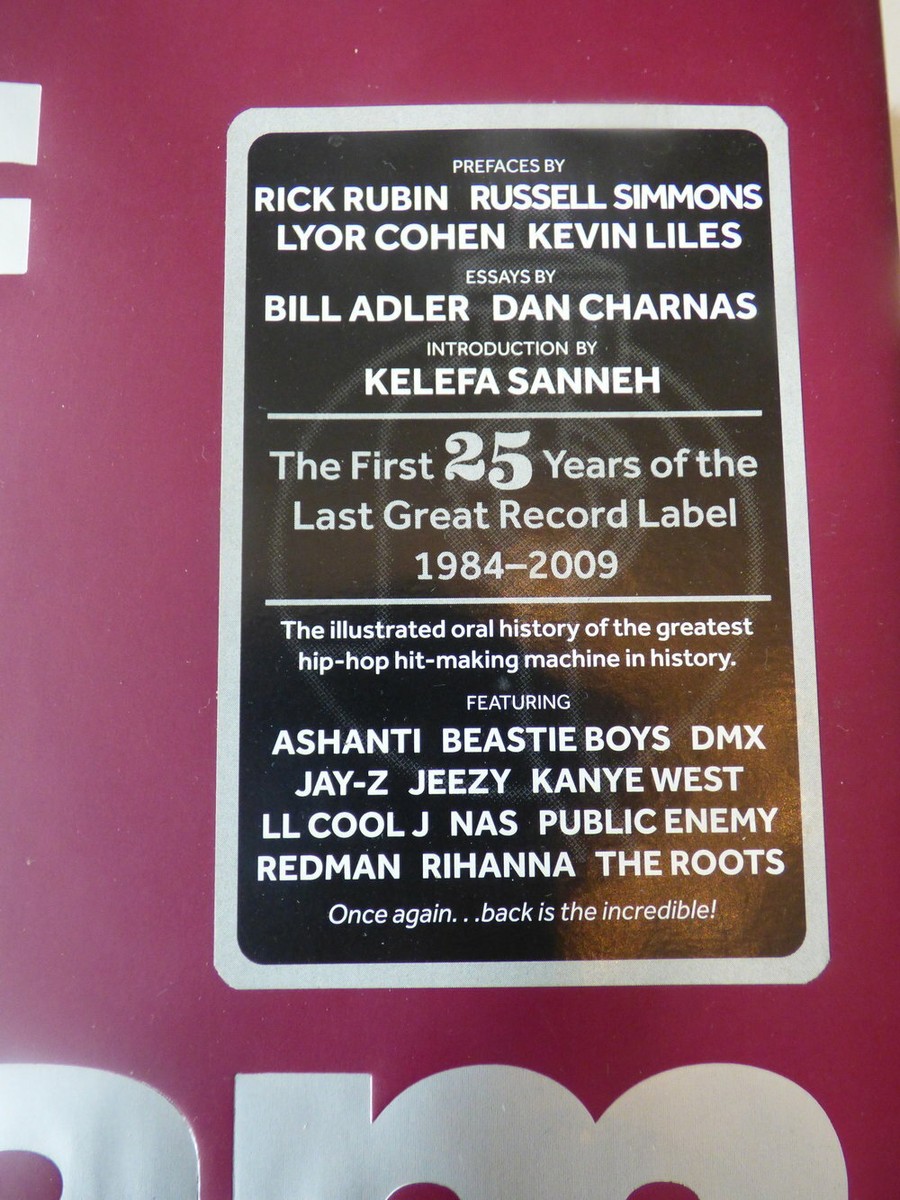 f
PREFACES BY
RICK RUBIN RUSSELL SIMMONS
LYOR COHEN KEVIN LILES
ESSAYS BY
BILL ADLER DAN CHARNAS
INTRODUCTION BY
KELEFA SANNEH
The First 25 Years of the
Last Great Record Label
1984–2009
The illustrated oral history of the greatest
hip-hop hit-making machine in history.
FEATURING
ASHANTI BEASTIE BOYS DMX
JAY-Z JEEZY KANYE WEST
LL COOL J NAS PUBLIC ENEMY
REDMAN RIHANNA THE ROOTS
Once again...back is the incredible!
am